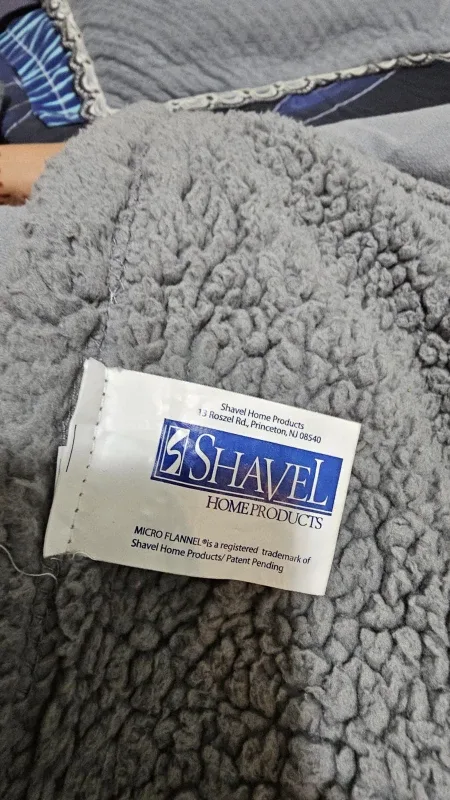 Shavel Home Products
13 Roszel Rd., Princeton, NJ 08540
SHAVEL
HOME PRODUCTS
MICRO FLANNEL® is a registered trademark of
Shavel Home Products/ Patent Pending